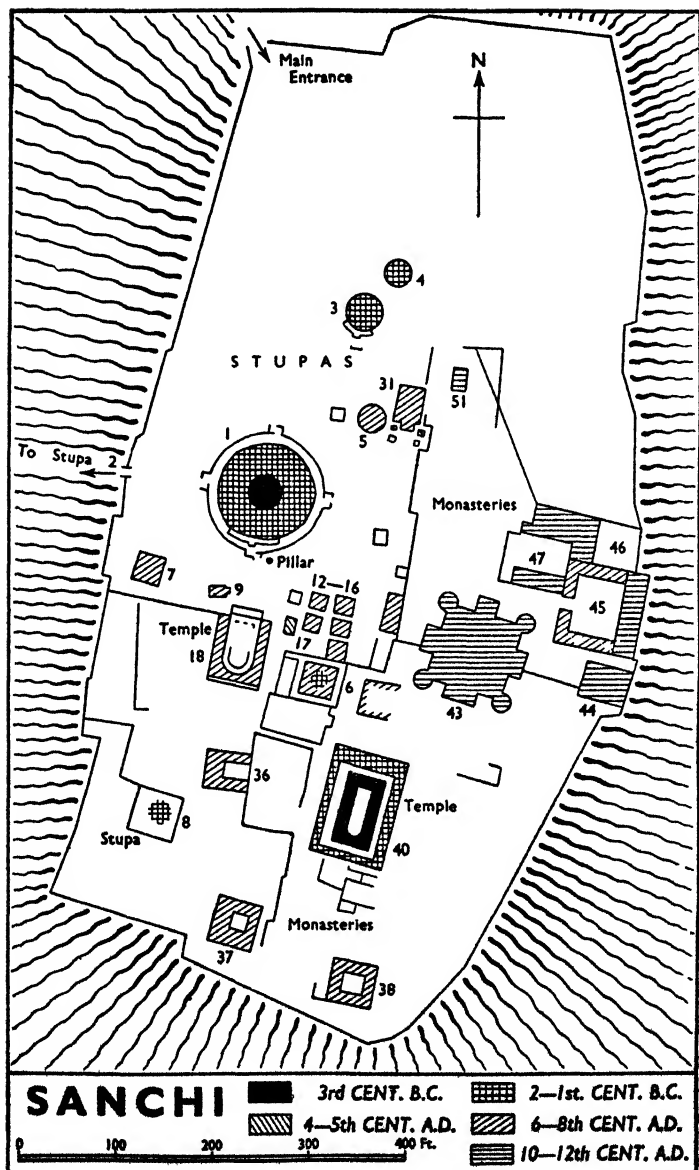 Main
Entrance
N
4
3
STUPAS
31
51
5
1
To Stupa 2
Monasteries
Pillar
46
47
7
9
12—16
45
Temple
17
18
6
43
44
36
Temple
8
Stupa
40
Monasteries
37
38
SANCHI
3rd CENT. B.C.
2—1st. CENT. B.C.
4—5th CENT. A.D.
6—8th CENT. A.D.
10—12th CENT. A.D.
0 100 200 300 400 Ft.